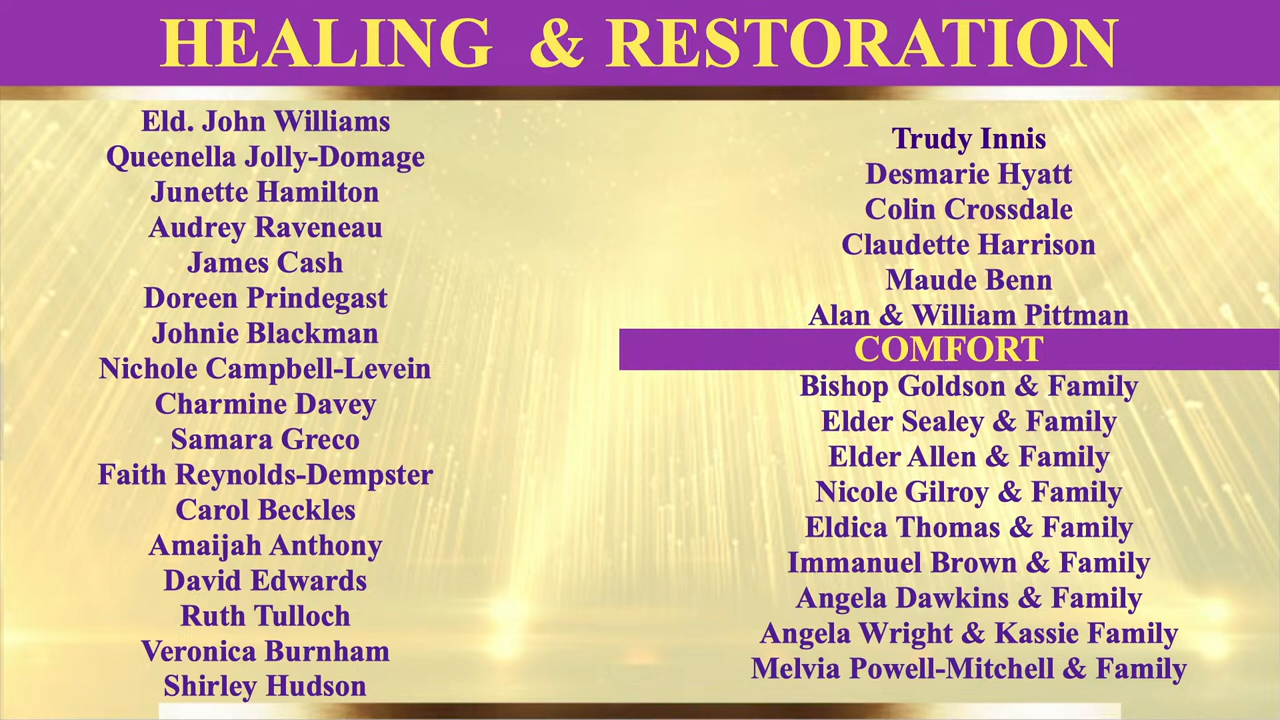 HEALING & RESTORATION
Eld. John Williams
Queenella Jolly-Domage
Junette Hamilton
Audrey Raveneau
James Cash
Doreen Prindegast
Johnie Blackman
Nichole Campbell-Levein
Charmine Davey
Samara Greco
Faith Reynolds-Dempster
Carol Beckles
Amaijah Anthony
David Edwards
Ruth Tulloch
Veronica Burnham
Shirley Hudson
Trudy Innis
Desmarie Hyatt
Colin Crossdale
Claudette Harrison
Maude Benn
Alan & William Pittman
COMFORT
Bishop Goldson & Family
Elder Sealey & Family
Elder Allen & Family
Nicole Gilroy & Family
Eldica Thomas & Family
Immanuel Brown & Family
Angela Dawkins & Family
Angela Wright & Kassie Family
Melvia Powell-Mitchell & Family